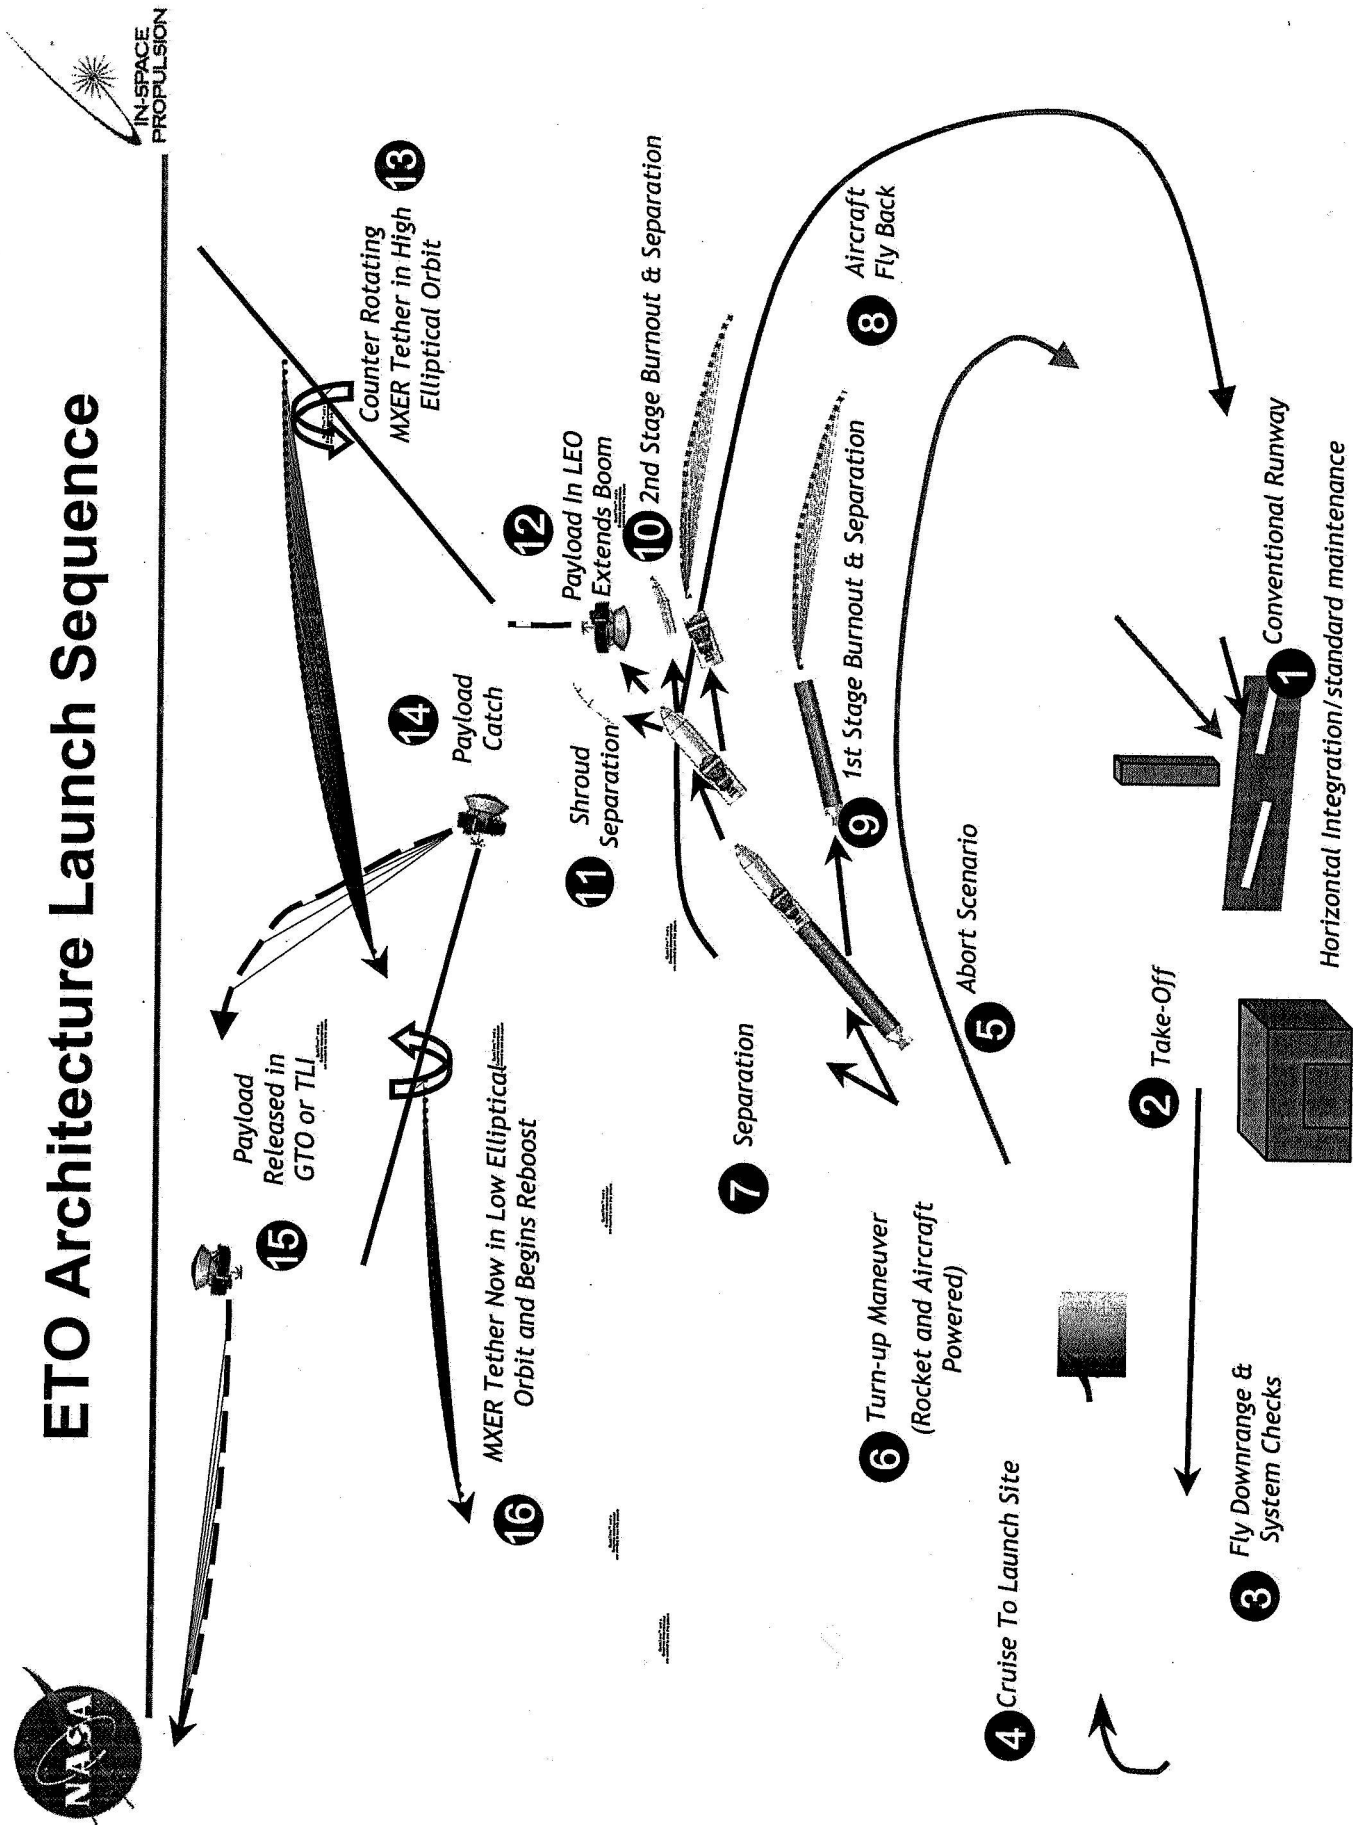 ETO Architecture Launch Sequence
NASA
IN-SPACE
PROPULSION
15
Payload
Released in
GTO or TLI
14
Payload
Catch
Counter Rotating
MXER Tether in High
Elliptical Orbit
13
16
MXER Tether Now in Low Elliptical
Orbit and Begins Reboost
11
Shroud
Separation
12
Payload In LEO
Extends Boom
10
2nd Stage Burnout & Separation
7
Separation
9
1st Stage Burnout & Separation
8
Aircraft
Fly Back
6
Turn-up Maneuver
(Rocket and Aircraft
Powered)
5
Abort Scenario
4
Cruise To Launch Site
3
Fly Downrange &
System Checks
2
Take-Off
1
Conventional Runway
Horizontal Integration/standard maintenance